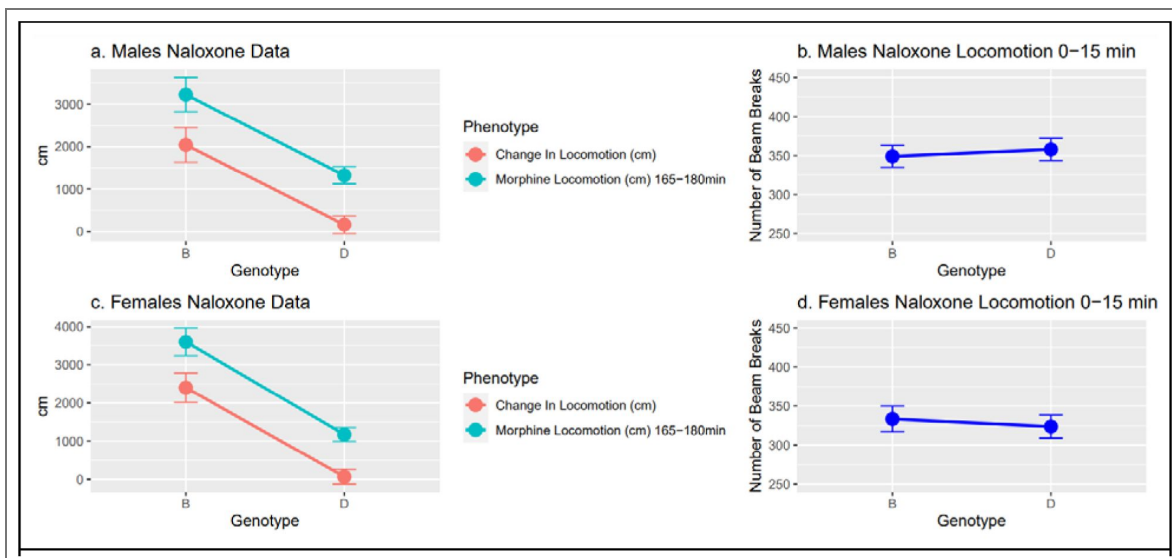 a. Males Naloxone Data
cm
3000
2000
1000
0
B
D
Genotype
Phenotype
Change In Locomotion (cm)
Morphine Locomotion (cm) 165−180min
b. Males Naloxone Locomotion 0−15 min
Number of Beam Breaks
450
400
350
300
250
B
D
Genotype
c. Females Naloxone Data
cm
4000
3000
2000
1000
0
B
D
Genotype
Phenotype
Change In Locomotion (cm)
Morphine Locomotion (cm) 165−180min
d. Females Naloxone Locomotion 0−15 min
Number of Beam Breaks
450
400
350
300
250
B
D
Genotype